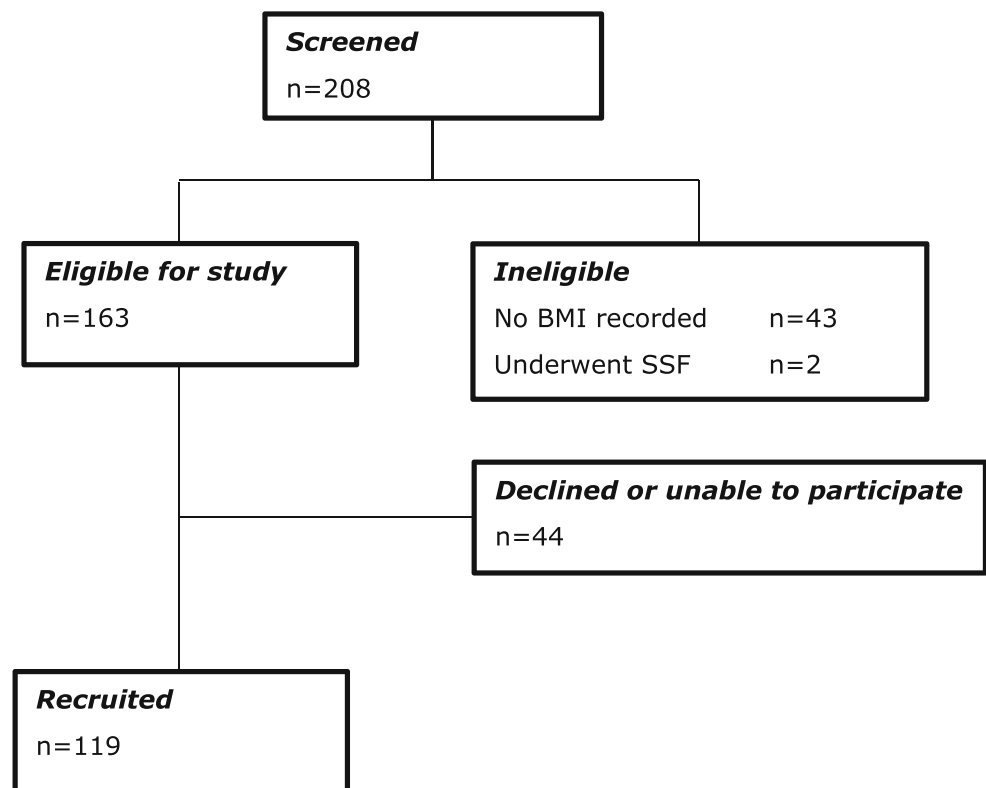 Screened
n=208
Eligible for study
n=163
Ineligible
No BMI recorded n=43
Underwent SSF n=2
Declined or unable to participate
n=44
Recruited
n=119